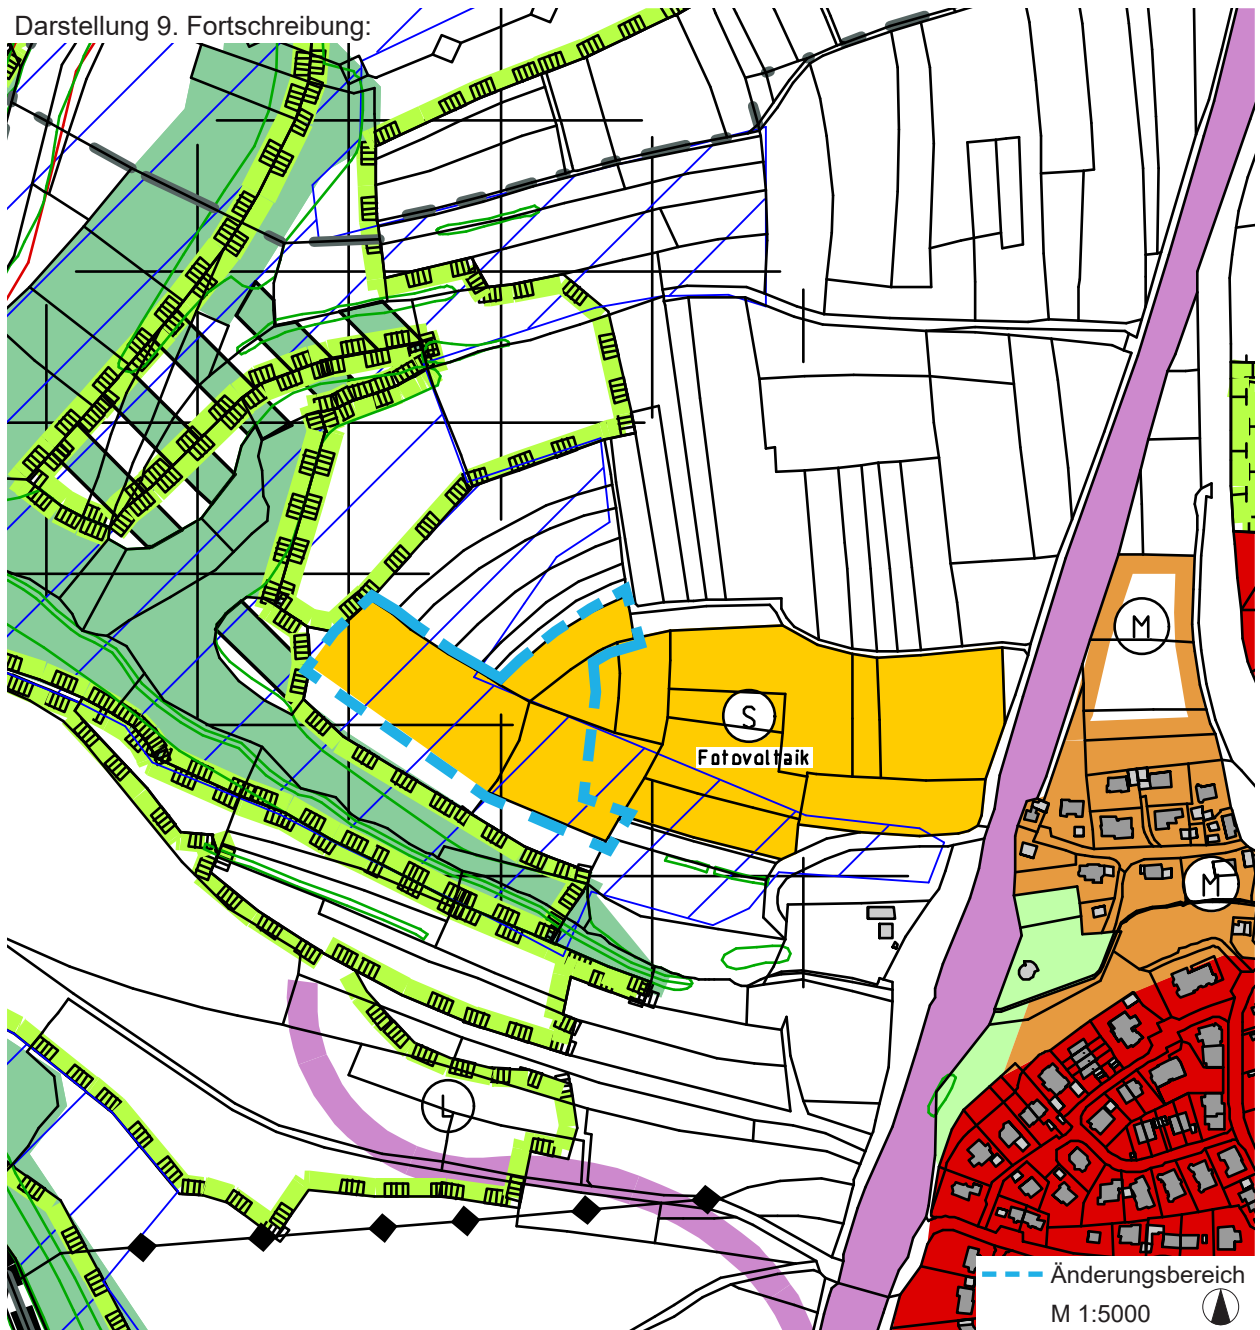 Darstellung 9. Fortschreibung:
M
S
Fotovoltaik
M
L
Änderungsbereich
M 1:5000